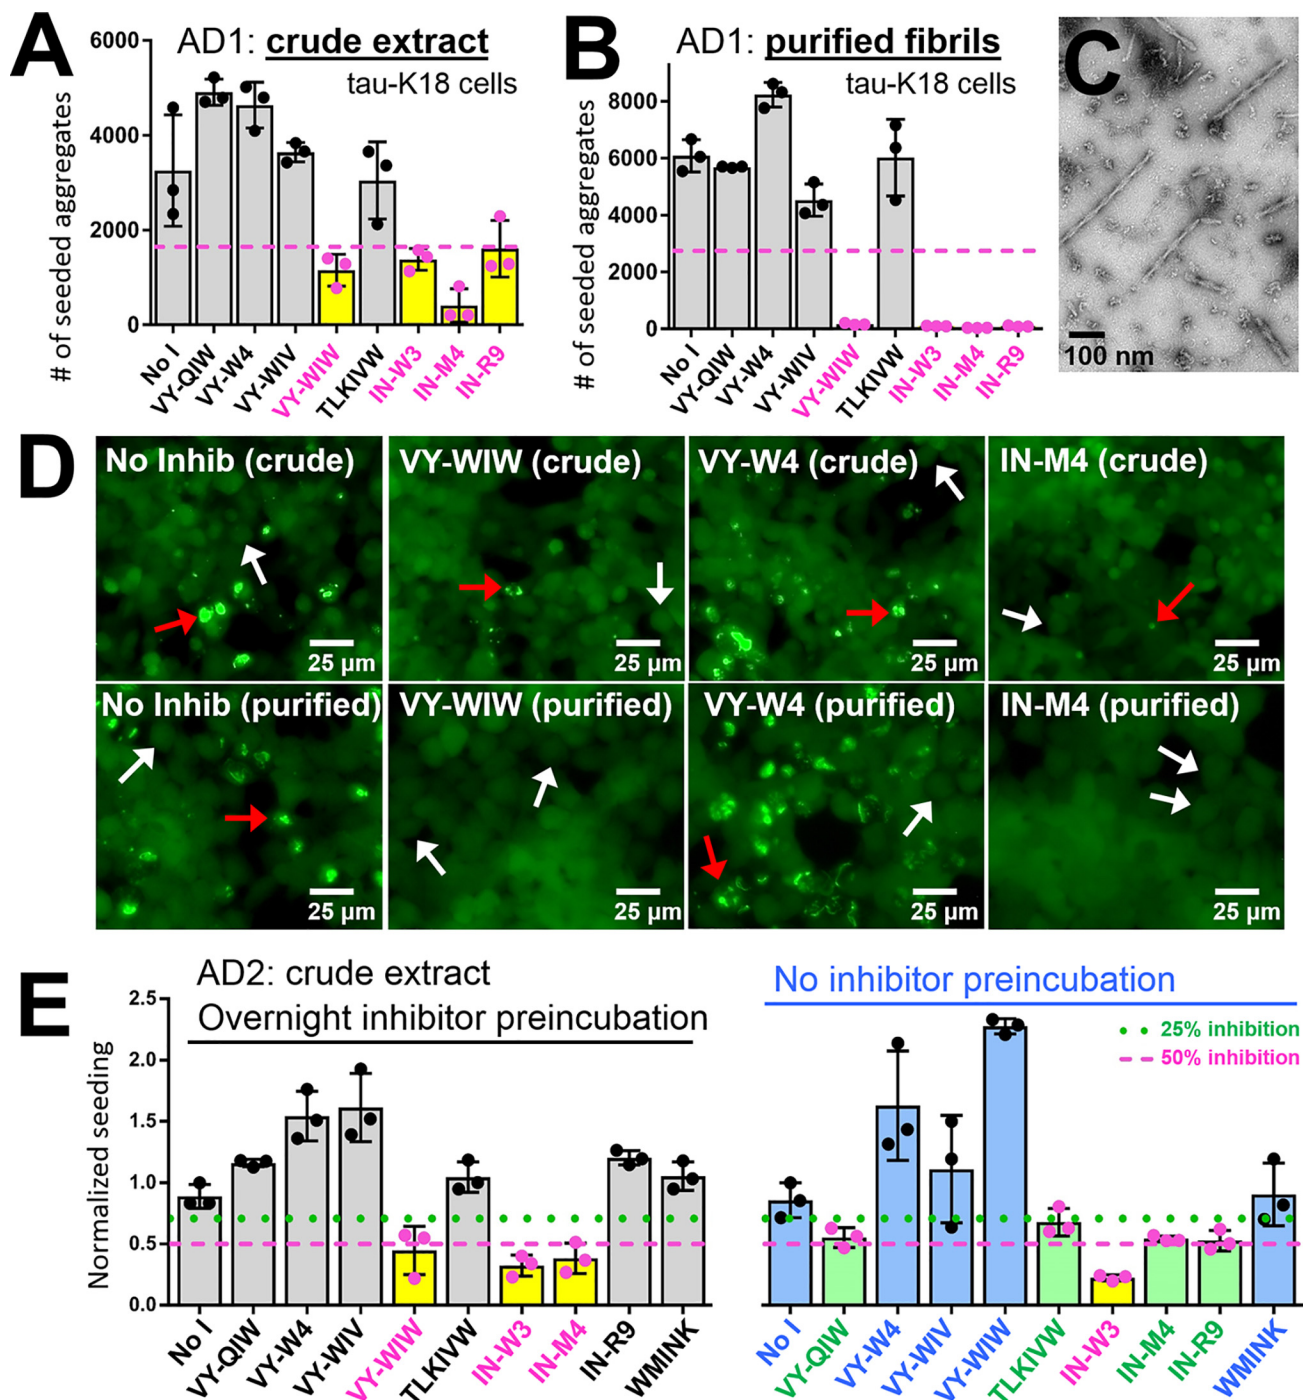 A
AD1: crude extract
tau-K18 cells
# of seeded aggregates
6000
4000
2000
0
No I
VY-QIW
VY-W4
VY-WIV
VY-WIW
TLKIVW
IN-W3
IN-M4
IN-R9
B
AD1: purified fibrils
tau-K18 cells
# of seeded aggregates
8000
6000
4000
2000
0
No I
VY-QIW
VY-W4
VY-WIV
VY-WIW
TLKIVW
IN-W3
IN-M4
IN-R9
C
100 nm
D
No Inhib (crude)
25 µm
VY-WIW (crude)
25 µm
VY-W4 (crude)
25 µm
IN-M4 (crude)
25 µm
No Inhib (purified)
25 µm
VY-WIW (purified)
25 µm
VY-W4 (purified)
25 µm
IN-M4 (purified)
25 µm
E
AD2: crude extract
Overnight inhibitor preincubation
Normalized seeding
2.5
2.0
1.5
1.0
0.5
0.0
No I
VY-QIW
VY-W4
VY-WIV
VY-WIW
TLKIVW
IN-W3
IN-M4
IN-R9
WMINK
No inhibitor preincubation
25% inhibition
50% inhibition
No I
VY-QIW
VY-W4
VY-WIV
VY-WIW
TLKIVW
IN-W3
IN-M4
IN-R9
WMINK